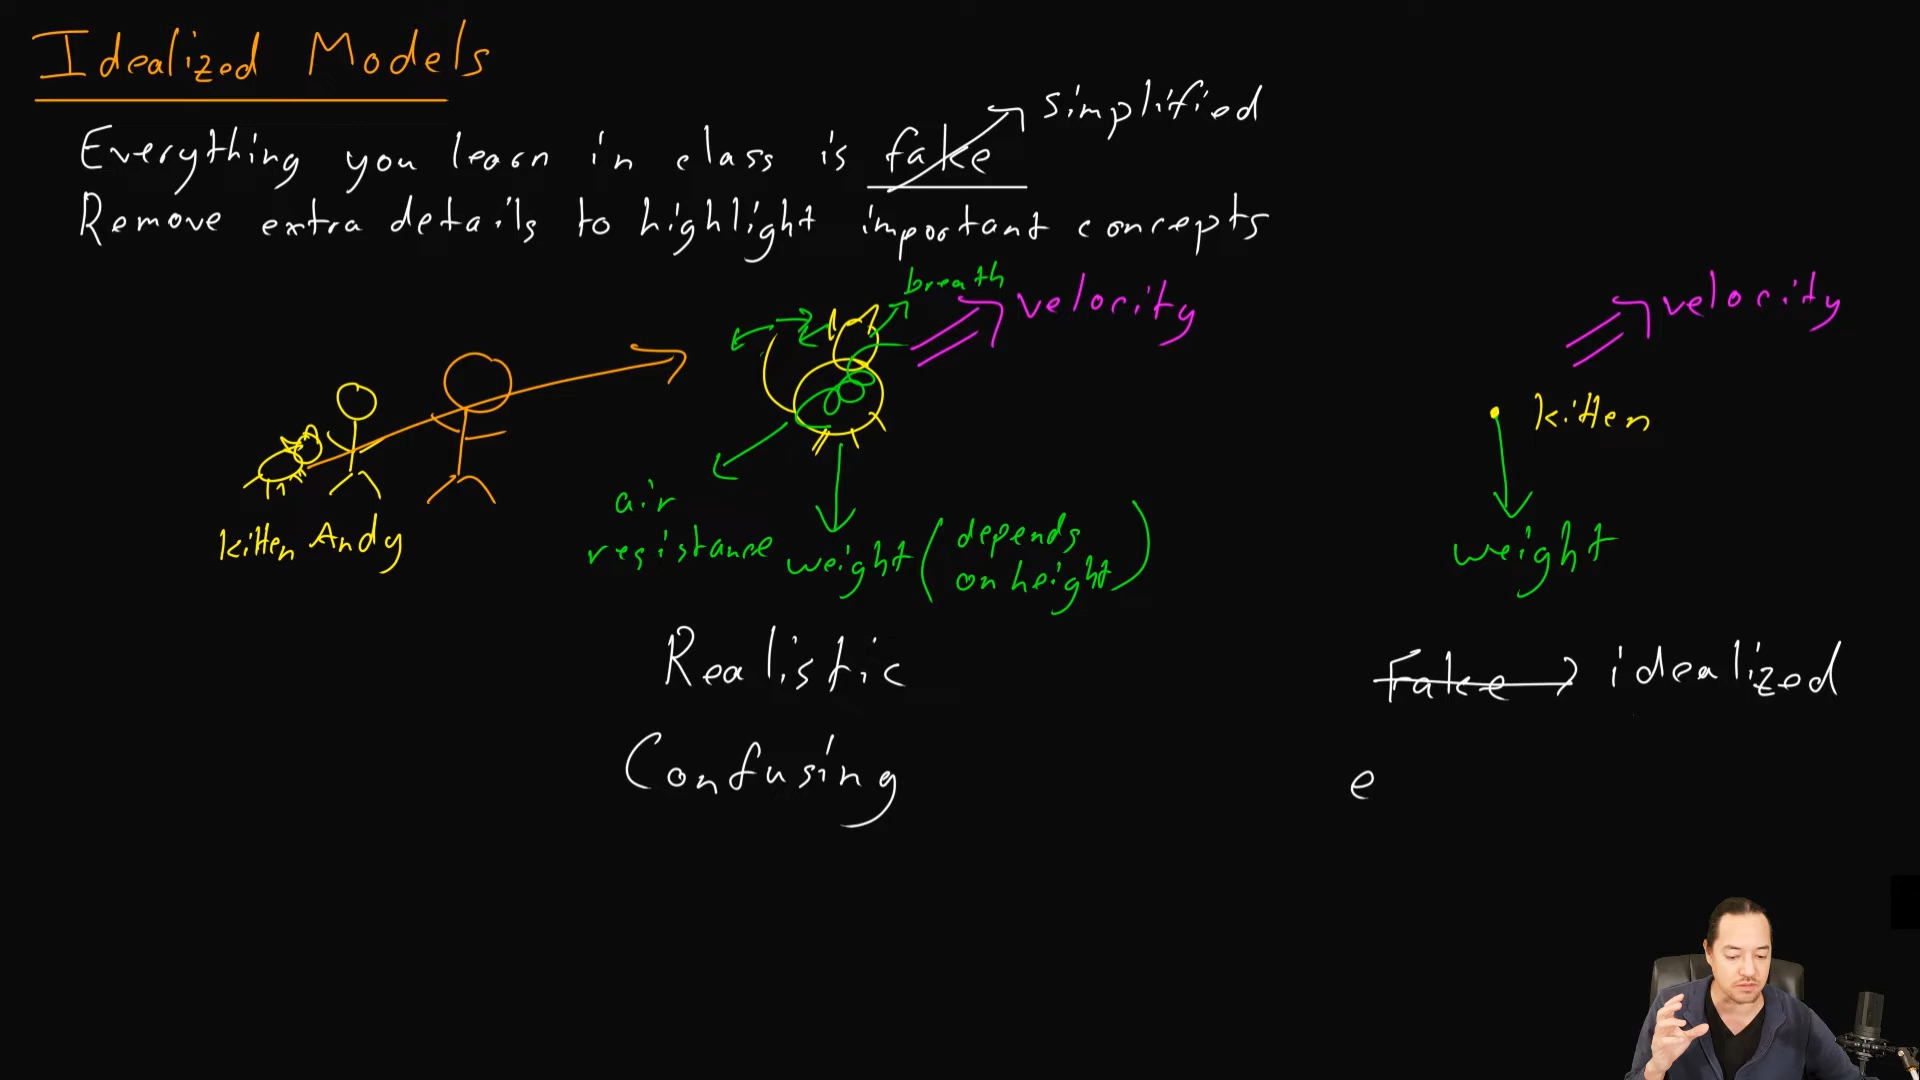 Idealized Models
Everything you learn in class is fake simplified
Remove extra details to highlight important concepts
breath
velocity
velocity
kitten
kitten Andy
air
resistance
weight (depends
on height)
weight
Realistic
Fake idealized
Confusing
e